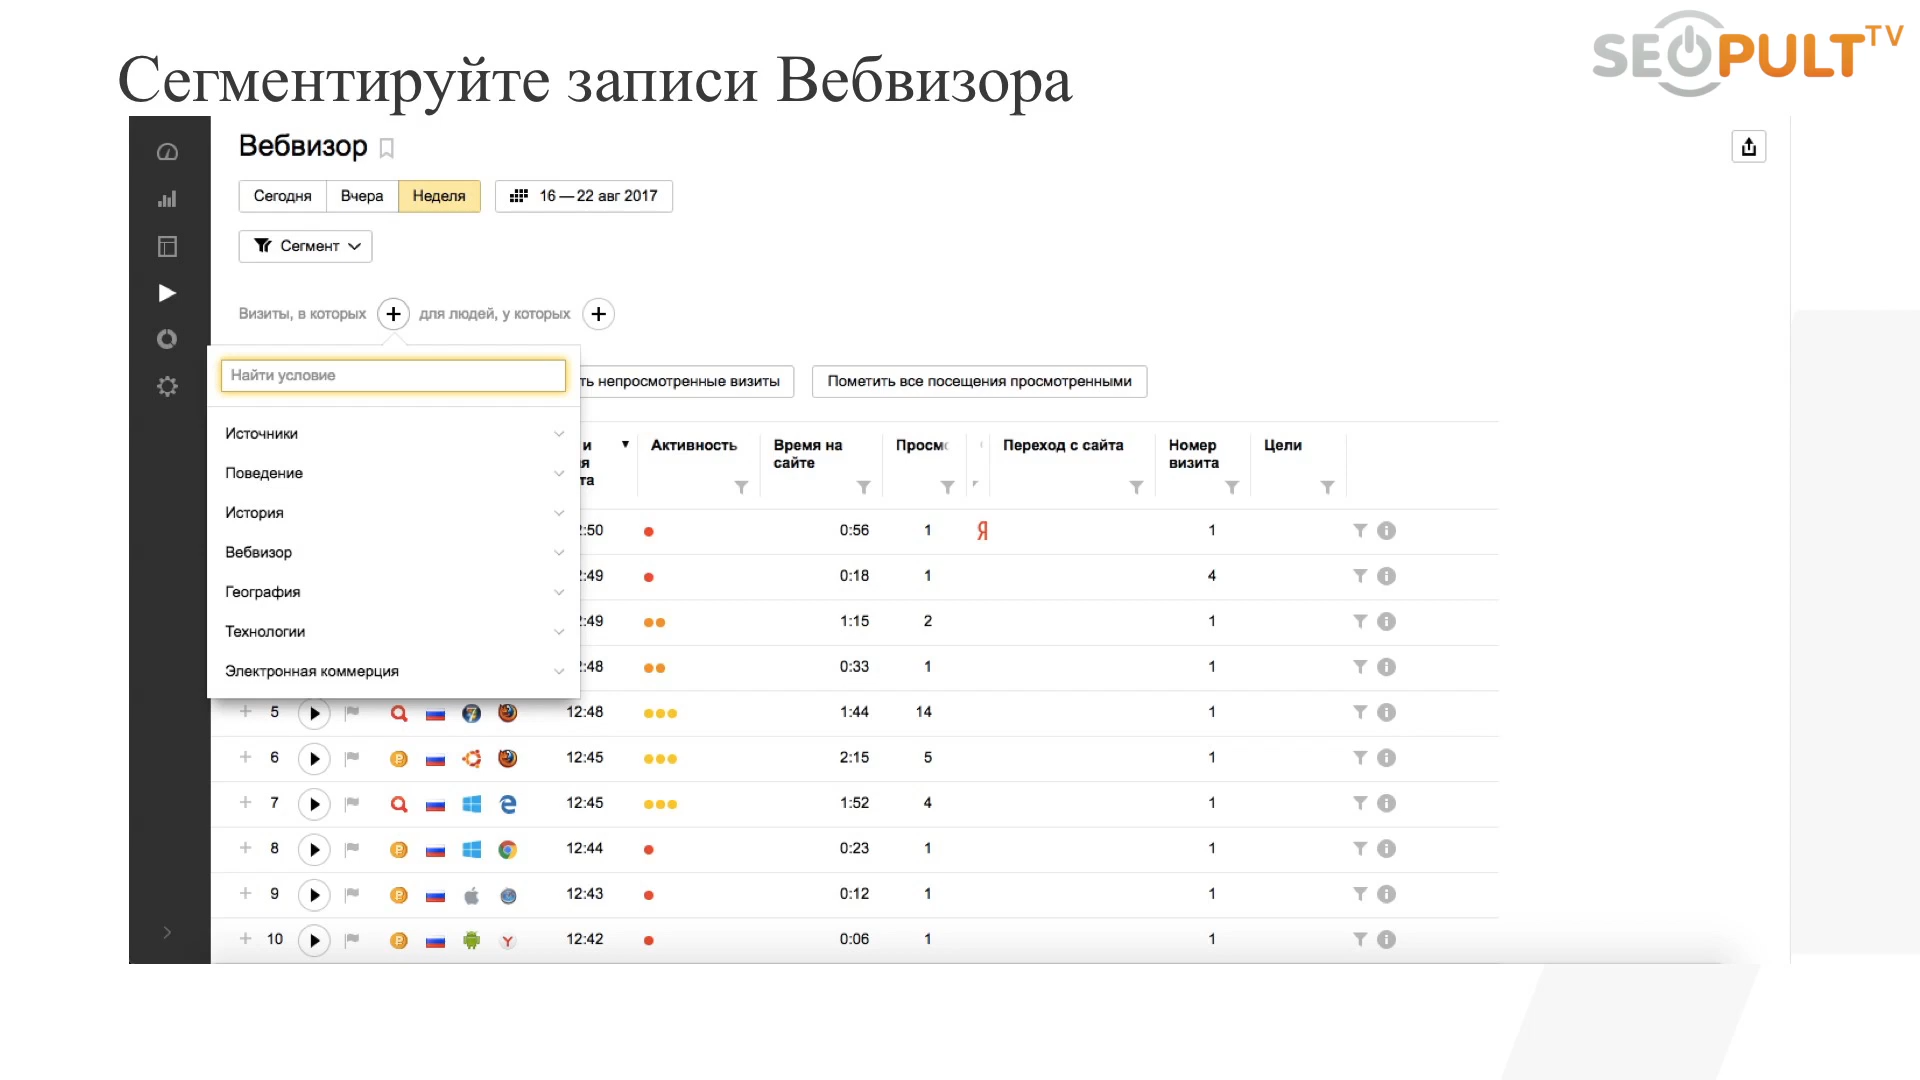 SEOPULT TV
Сегментируйте записи Вебвизора
Вебвизор
Сегодня Вчера Неделя 16 — 22 авг 2017
Сегмент
Визиты, в которых + для людей, у которых +
Найти условие
непросмотренные визиты Пометить все посещения просмотренными
Источники
Поведение
История
Вебвизор
География
Технологии
Электронная коммерция
и Активность Время на сайте Переход с сайта Номер визита Цели
:50 0:56 1 Я 1
:49 0:18 1 4
:49 1:15 2 1
:48 0:33 1 1
+ 5 12:48 1:44 14 1
+ 6 12:45 2:15 5 1
+ 7 12:45 1:52 4 1
+ 8 12:44 0:23 1 1
+ 9 12:43 0:12 1 1
+ 10 12:42 0:06 1 1